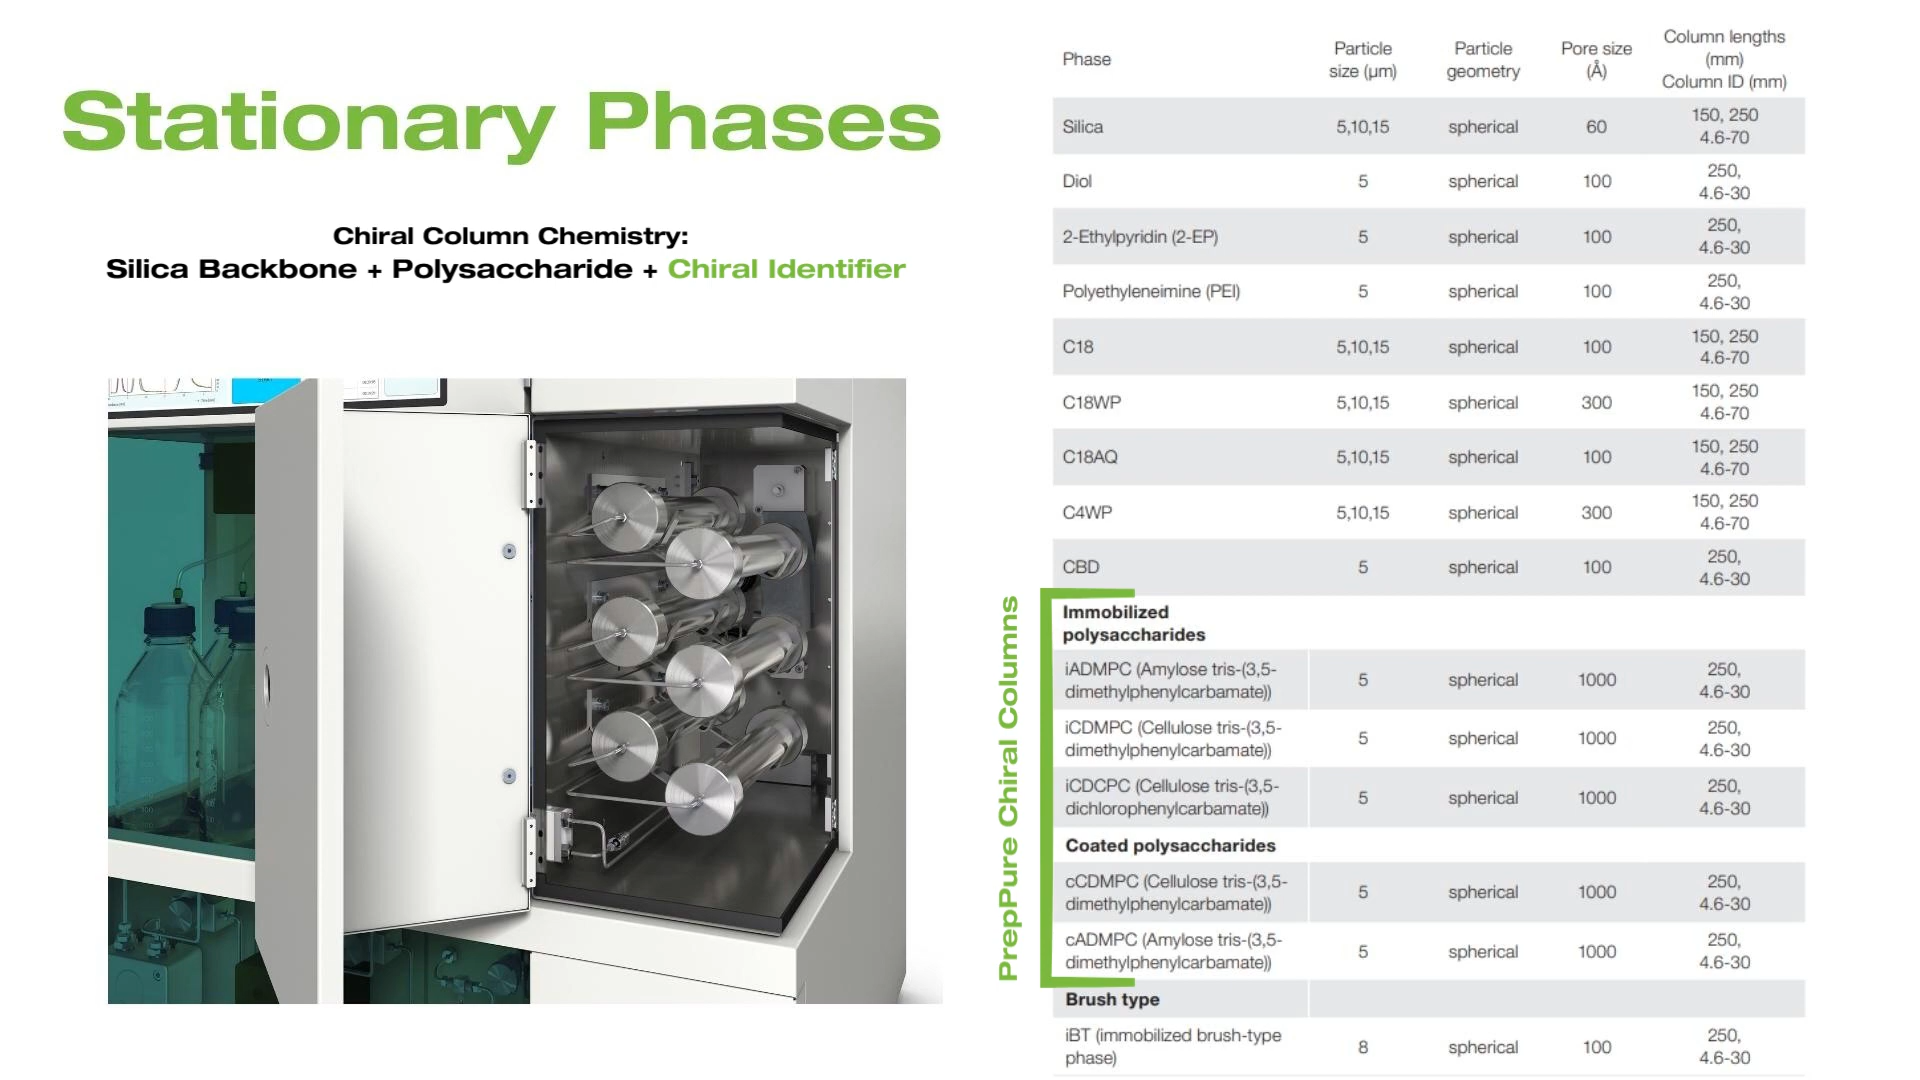 Stationary Phases
Chiral Column Chemistry:
Silica Backbone + Polysaccharide + Chiral Identifier
PrepPure Chiral Columns
Phase
Particle
size (µm)
Particle
geometry
Pore size
(Å)
Column lengths
(mm)
Column ID (mm)
Silica
5,10,15
spherical
60
150, 250
4.6-70
Diol
5
spherical
100
250,
4.6-30
2-Ethylpyridin (2-EP)
5
spherical
100
250,
4.6-30
Polyethyleneimine (PEI)
5
spherical
100
250,
4.6-30
C18
5,10,15
spherical
100
150, 250
4.6-70
C18WP
5,10,15
spherical
300
150, 250
4.6-70
C18AQ
5,10,15
spherical
100
150, 250
4.6-70
C4WP
5,10,15
spherical
300
150, 250
4.6-70
CBD
5
spherical
100
250,
4.6-30
Immobilized
polysaccharides
iADMPC (Amylose tris-(3,5-
dimethylphenylcarbamate))
5
spherical
1000
250,
4.6-30
iCDMPC (Cellulose tris-(3,5-
dimethylphenylcarbamate))
5
spherical
1000
250,
4.6-30
iCDCPC (Cellulose tris-(3,5-
dichlorophenylcarbamate))
5
spherical
1000
250,
4.6-30
Coated polysaccharides
cCDMPC (Cellulose tris-(3,5-
dimethylphenylcarbamate))
5
spherical
1000
250,
4.6-30
cADMPC (Amylose tris-(3,5-
dimethylphenylcarbamate))
5
spherical
1000
250,
4.6-30
Brush type
iBT (immobilized brush-type
phase)
8
spherical
100
250,
4.6-30